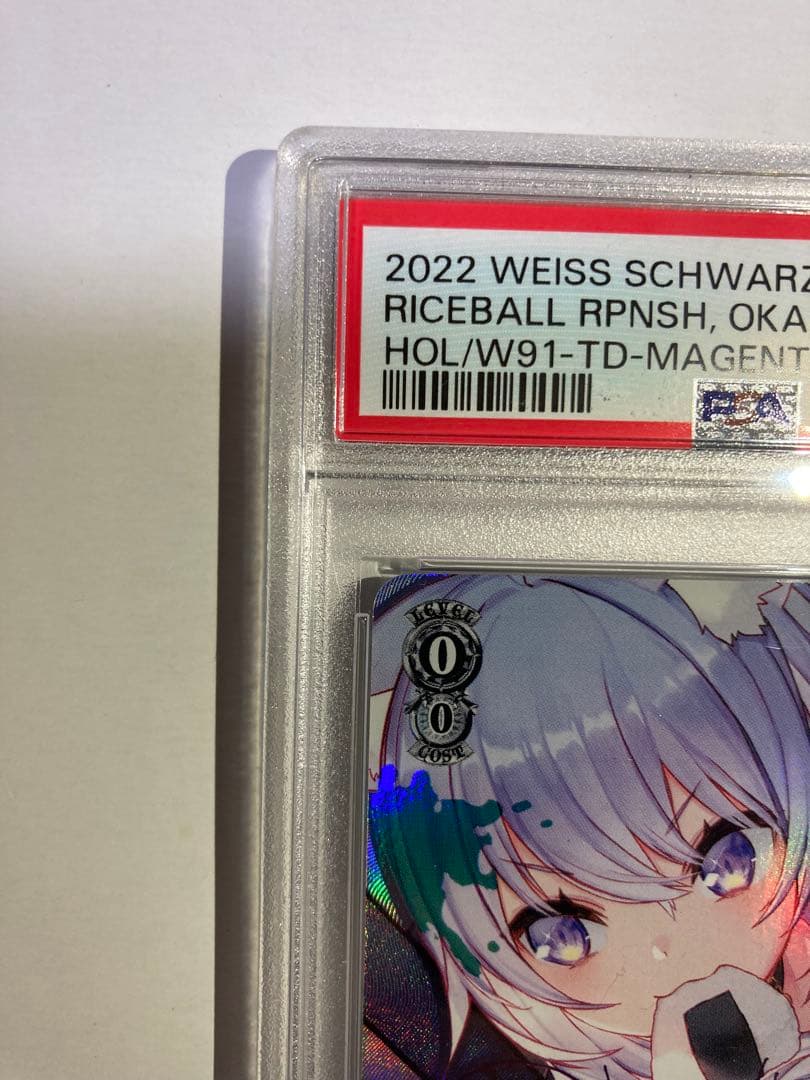 2022 WEISS SCHWARZ
RICEBALL RPNSH, OKA
HOL/W91-TD-MAGENT
PSA
LEVEL
0
0
COST